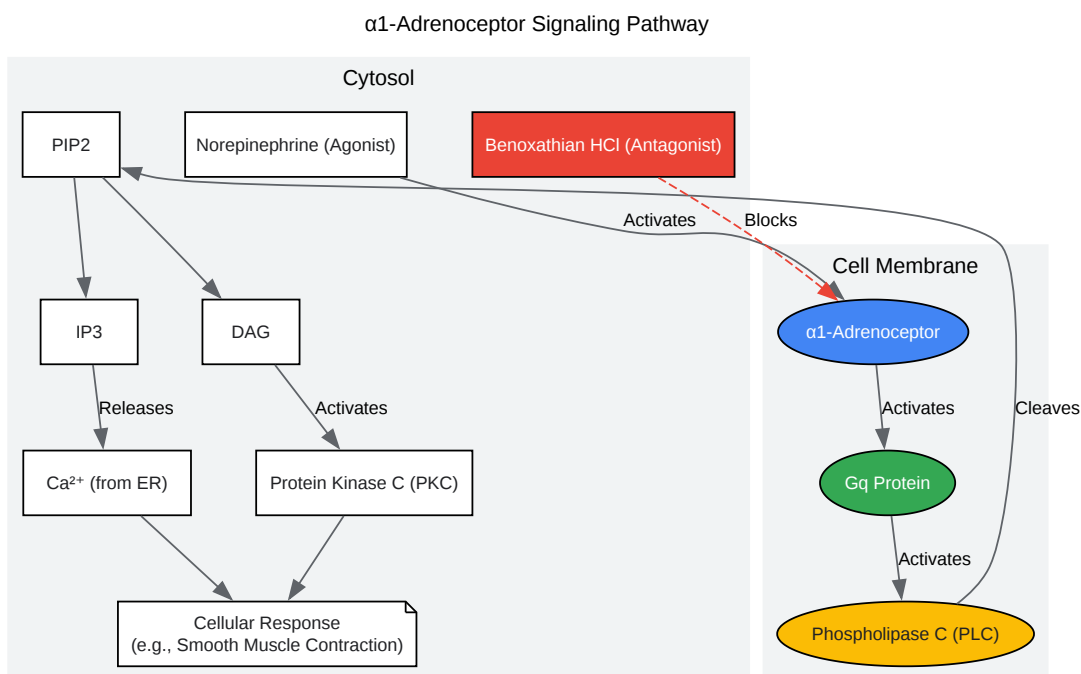 α1-Adrenoceptor Signaling Pathway
Cytosol
PIP2
Norepinephrine (Agonist)
Benoxathian HCl (Antagonist)
Activates
Blocks
Cell Membrane
IP3
DAG
α1-Adrenoceptor
Releases
Activates
Activates
Cleaves
Ca²⁺ (from ER)
Protein Kinase C (PKC)
Gq Protein
Activates
Cellular Response
(e.g., Smooth Muscle Contraction)
Phospholipase C (PLC)